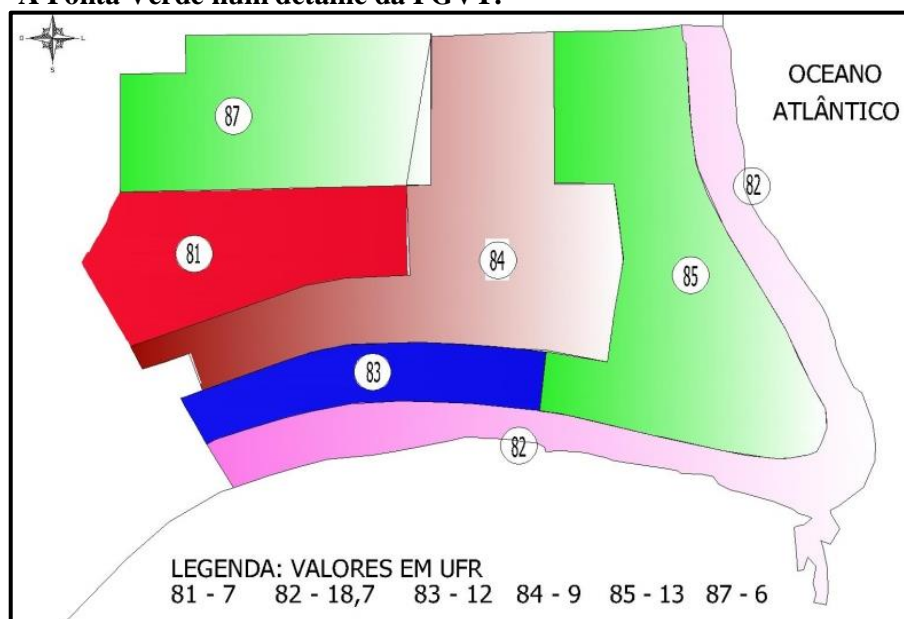 A Ponta Verde num detalhe da PGVT:
O L
S
OCEANO
ATLÂNTICO
87
82
81
84
85
83
82
LEGENDA: VALORES EM UFR
81 - 7 82 - 18,7 83 - 12 84 - 9 85 - 13 87 - 6